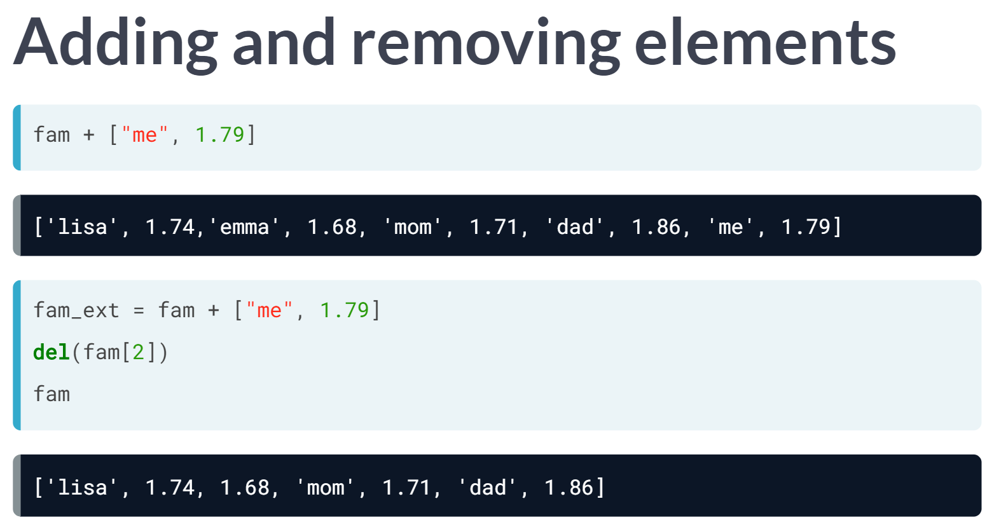 Adding and removing elements
fam + ["me", 1.79]
['lisa', 1.74,'emma', 1.68, 'mom', 1.71, 'dad', 1.86, 'me', 1.79]
fam_ext = fam + ["me", 1.79]
del(fam[2])
fam
['lisa', 1.74, 1.68, 'mom', 1.71, 'dad', 1.86]